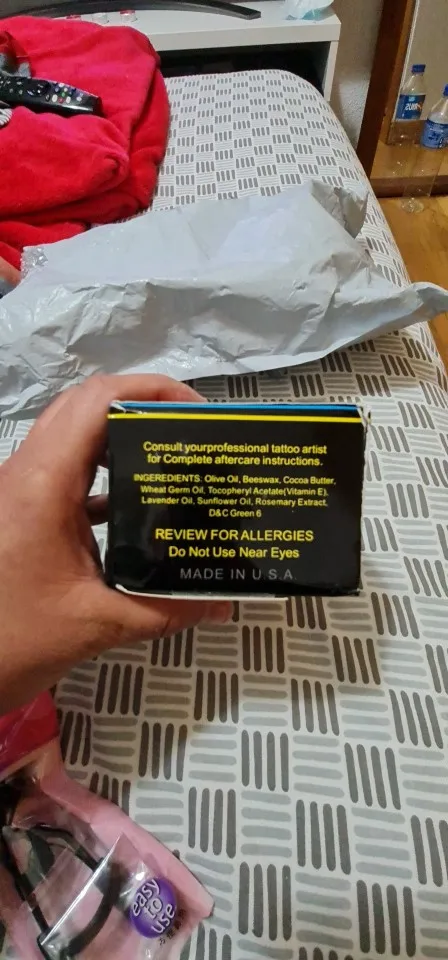 Consult yourprofessional tattoo artist
for Complete aftercare instructions.
INGEREDIENTS: Olive Oil, Beeswax, Cocoa Butter,
Wheat Germ Oil, Tocopheryl Acetate(Vitamin E),
Lavender Oil, Sunflower Oil, Rosemary Extract,
D&C Green 6
REVIEW FOR ALLERGIES
Do Not Use Near Eyes
MADE IN U.S.A
easy
to
use